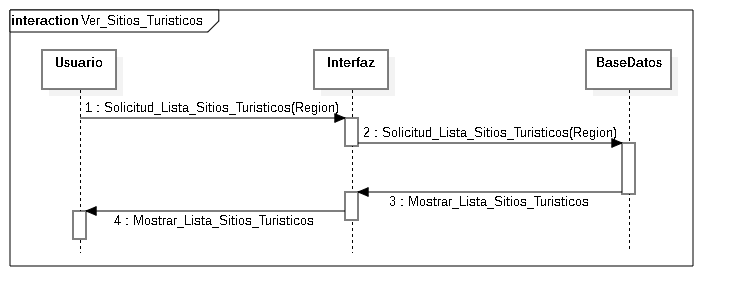 interaction Ver_Sitios_Turisticos
Usuario
Interfaz
BaseDatos
1 : Solicitud_Lista_Sitios_Turisticos(Region)
2 : Solicitud_Lista_Sitios_Turisticos(Region)
3 : Mostrar_Lista_Sitios_Turisticos
4 : Mostrar_Lista_Sitios_Turisticos